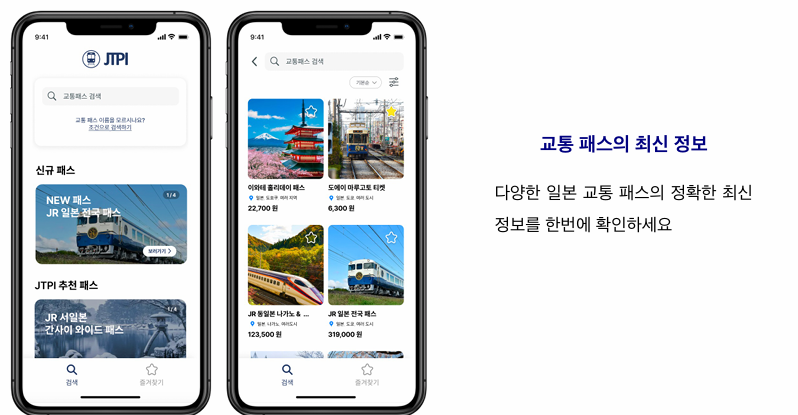 9:41
JTPI
교통패스 검색
교통 패스 이름을 모르시나요?
조건으로 검색하기
신규 패스
1 / 4
NEW 패스
JR 일본 전국 패스
보러가기 >
JTPI 추천 패스
1 / 4
JR 서일본
간사이 와이드 패스
검색
즐겨찾기
9:41
교통패스 검색
기본순
이와테 홀리데이 패스
일본 도호쿠 여러 지역
22,700 원
도에이 마루고토 티켓
일본 도쿄 여러 도시
6,300 원
JR 동일본 나가노 & ...
일본 나가노 여러도시
123,500 원
JR 일본 전국 패스
일본 도쿄 여러 도시
319,000 원
검색
즐겨찾기
교통 패스의 최신 정보
다양한 일본 교통 패스의 정확한 최신
정보를 한번에 확인하세요